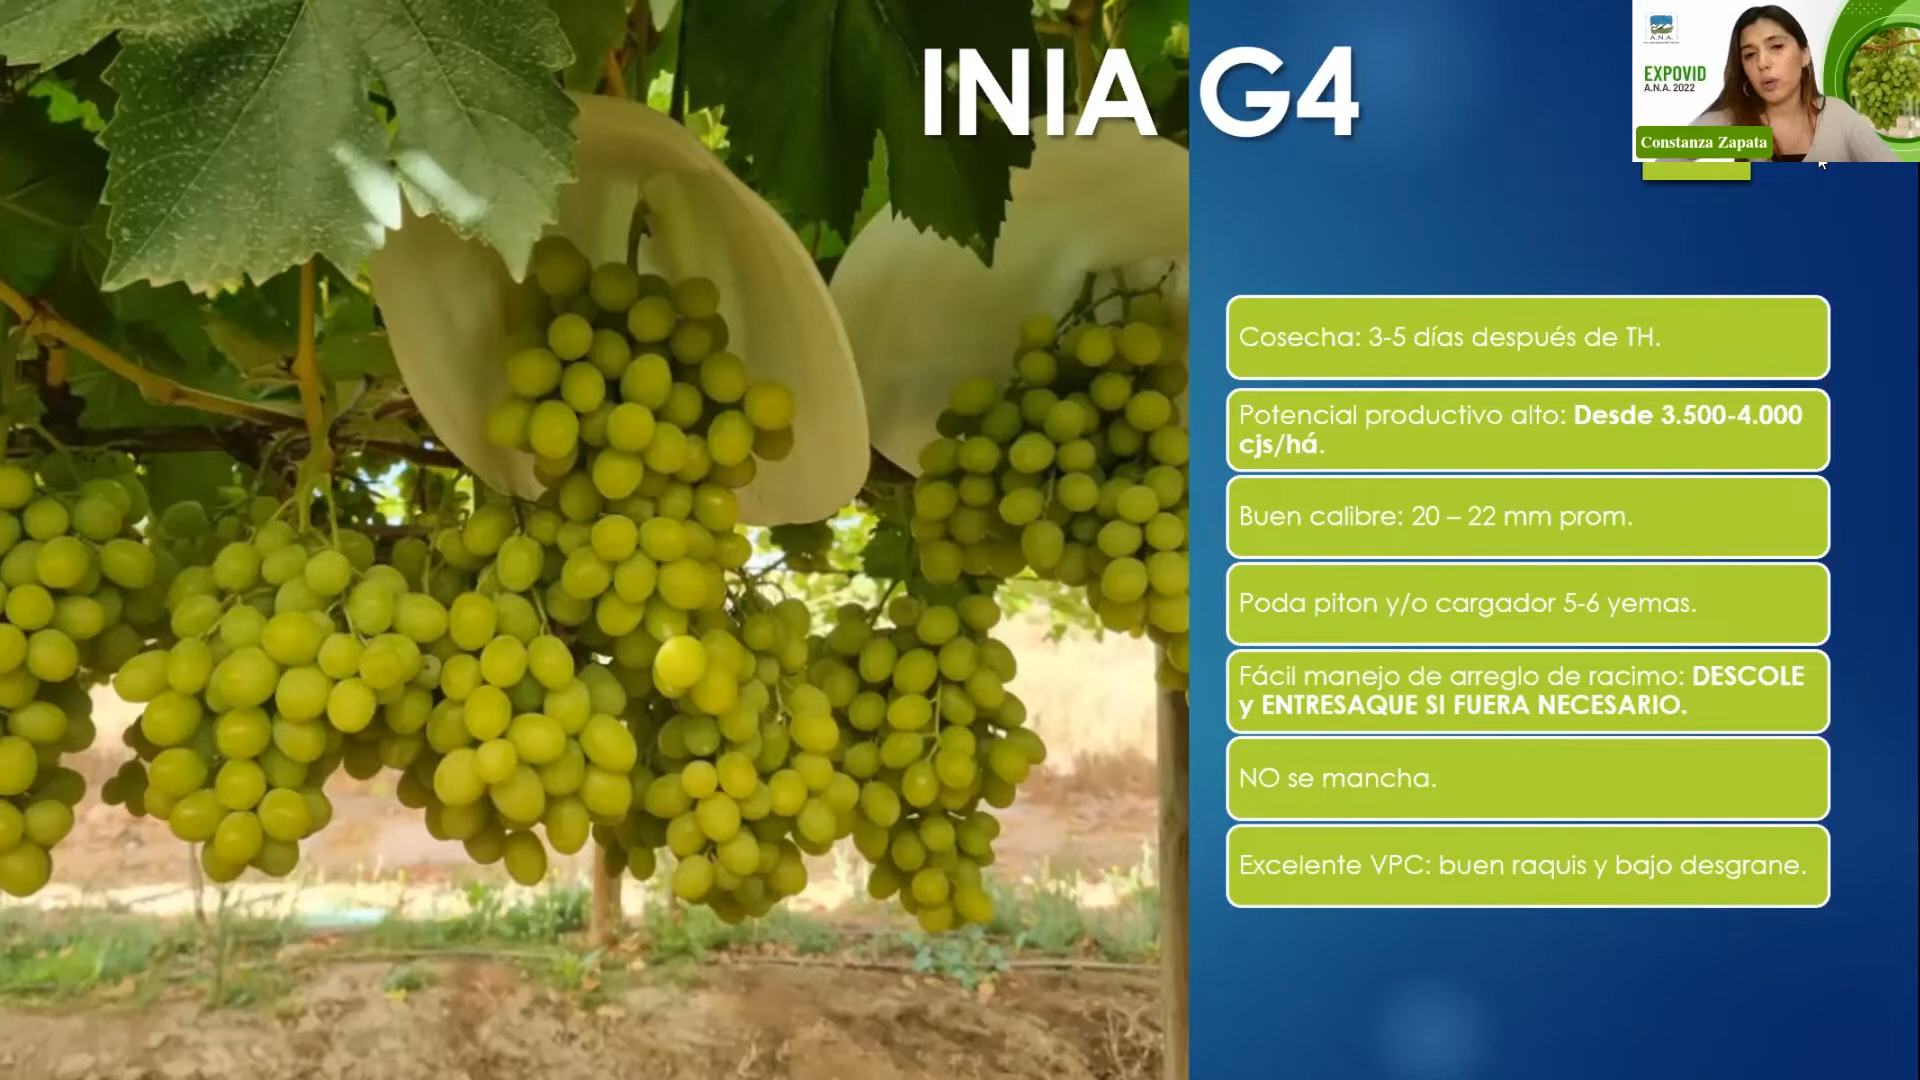 INIA G4
A.N.A.
EXPOVID
A.N.A. 2022
Constanza Zapata
Cosecha: 3-5 días después de TH.
Potencial productivo alto: Desde 3.500-4.000
cjs/há.
Buen calibre: 20 – 22 mm prom.
Poda piton y/o cargador 5-6 yemas.
Fácil manejo de arreglo de racimo: DESCOLE
y ENTRESAQUE SI FUERA NECESARIO.
NO se mancha.
Excelente VPC: buen raquis y bajo desgrane.